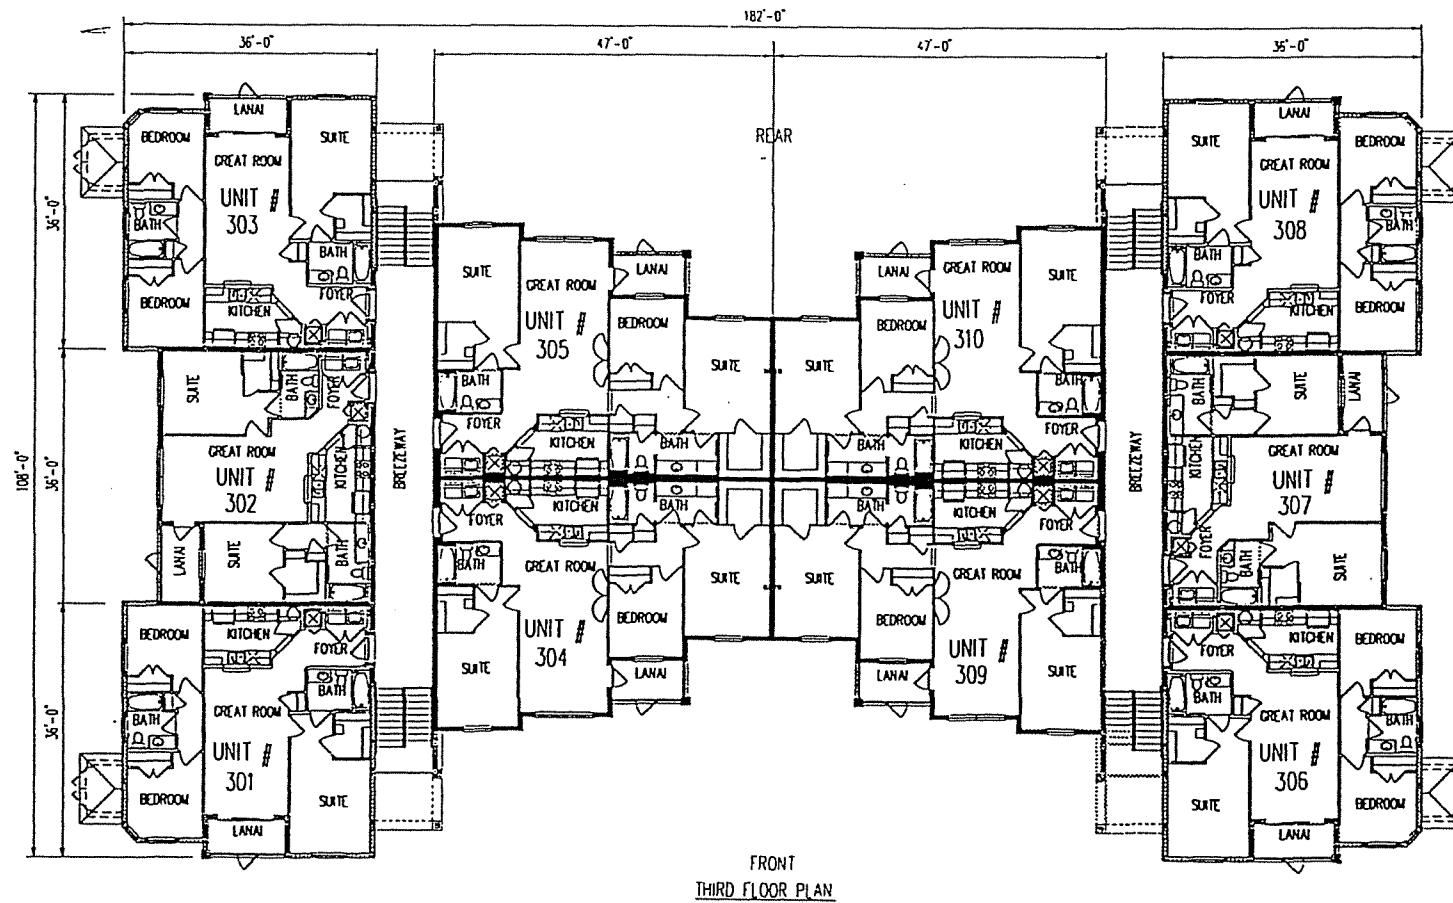 182'-0"
36'-0"
47'-0"
47'-0"
36'-0"
REAR
108'-0"
36'-0"
36'-0"
36'-0"
LANAI
BEDROOM
SUITE
GREAT ROOM
UNIT #
303
BATH
BATH
BEDROOM
FOYER
KITCHEN
SUITE
BATH
FOYER
GREAT ROOM
UNIT #
302
KITCHEN
LANAI
SUITE
BATH
BEDROOM
KITCHEN
FOYER
BATH
BATH
GREAT ROOM
UNIT #
301
BEDROOM
SUITE
LANAI
BREEZEWAY
SUITE
GREAT ROOM
LANAI
UNIT #
305
BEDROOM
SUITE
BATH
FOYER
KITCHEN
BATH
KITCHEN
BATH
FOYER
BATH
GREAT ROOM
SUITE
UNIT #
304
BEDROOM
SUITE
LANAI
LANAI
GREAT ROOM
SUITE
UNIT #
310
BEDROOM
SUITE
BATH
FOYER
KITCHEN
BATH
BATH
KITCHEN
FOYER
BATH
GREAT ROOM
SUITE
BEDROOM
UNIT #
309
SUITE
LANAI
BREEZEWAY
LANAI
SUITE
BEDROOM
GREAT ROOM
UNIT #
308
BATH
BATH
FOYER
KITCHEN
BEDROOM
BATH
SUITE
LANAI
GREAT ROOM
UNIT #
307
KITCHEN
FOYER
BATH
SUITE
KITCHEN
BEDROOM
FOYER
BATH
GREAT ROOM
BATH
UNIT #
306
SUITE
BEDROOM
LANAI
FRONT
THIRD FLOOR PLAN